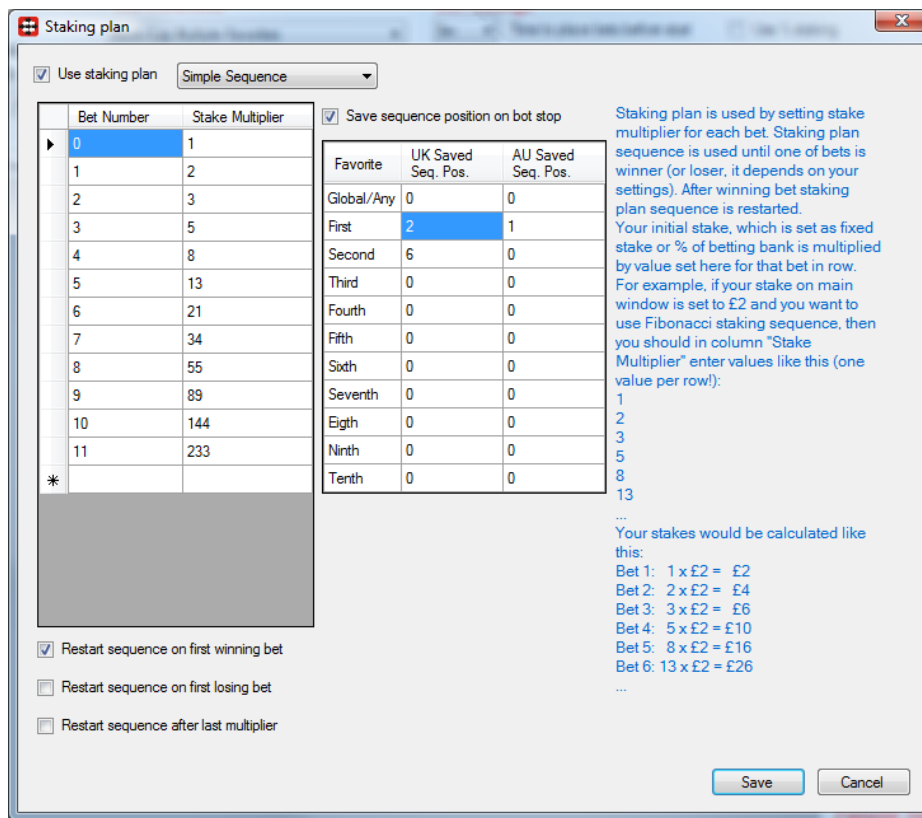 Staking plan
Use staking plan
Simple Sequence
Bet Number Stake Multiplier
0 1
1 2
2 3
3 5
4 8
5 13
6 21
7 34
8 55
9 89
10 144
11 233
Restart sequence on first winning bet
Restart sequence on first losing bet
Restart sequence after last multiplier
Save sequence position on bot stop
Favorite UK Saved Seq. Pos. AU Saved Seq. Pos.
Global/Any 0 0
First 2 1
Second 6 0
Third 0 0
Fourth 0 0
Fifth 0 0
Sixth 0 0
Seventh 0 0
Eigth 0 0
Ninth 0 0
Tenth 0 0
Staking plan is used by setting stake
multiplier for each bet. Staking plan
sequence is used until one of bets is
winner (or loser, it depends on your
settings). After winning bet staking
plan sequence is restarted.
Your initial stake, which is set as fixed
stake or % of betting bank is multiplied
by value set here for that bet in row.
For example, if your stake on main
window is set to £2 and you want to
use Fibonacci staking sequence, then
you should in column "Stake
Multiplier" enter values like this (one
value per row!):
1
2
3
5
8
13
...
Your stakes would be calculated like
this:
Bet 1: 1 x £2 = £2
Bet 2: 2 x £2 = £4
Bet 3: 3 x £2 = £6
Bet 4: 5 x £2 = £10
Bet 5: 8 x £2 = £16
Bet 6: 13 x £2 = £26
...
Save
Cancel